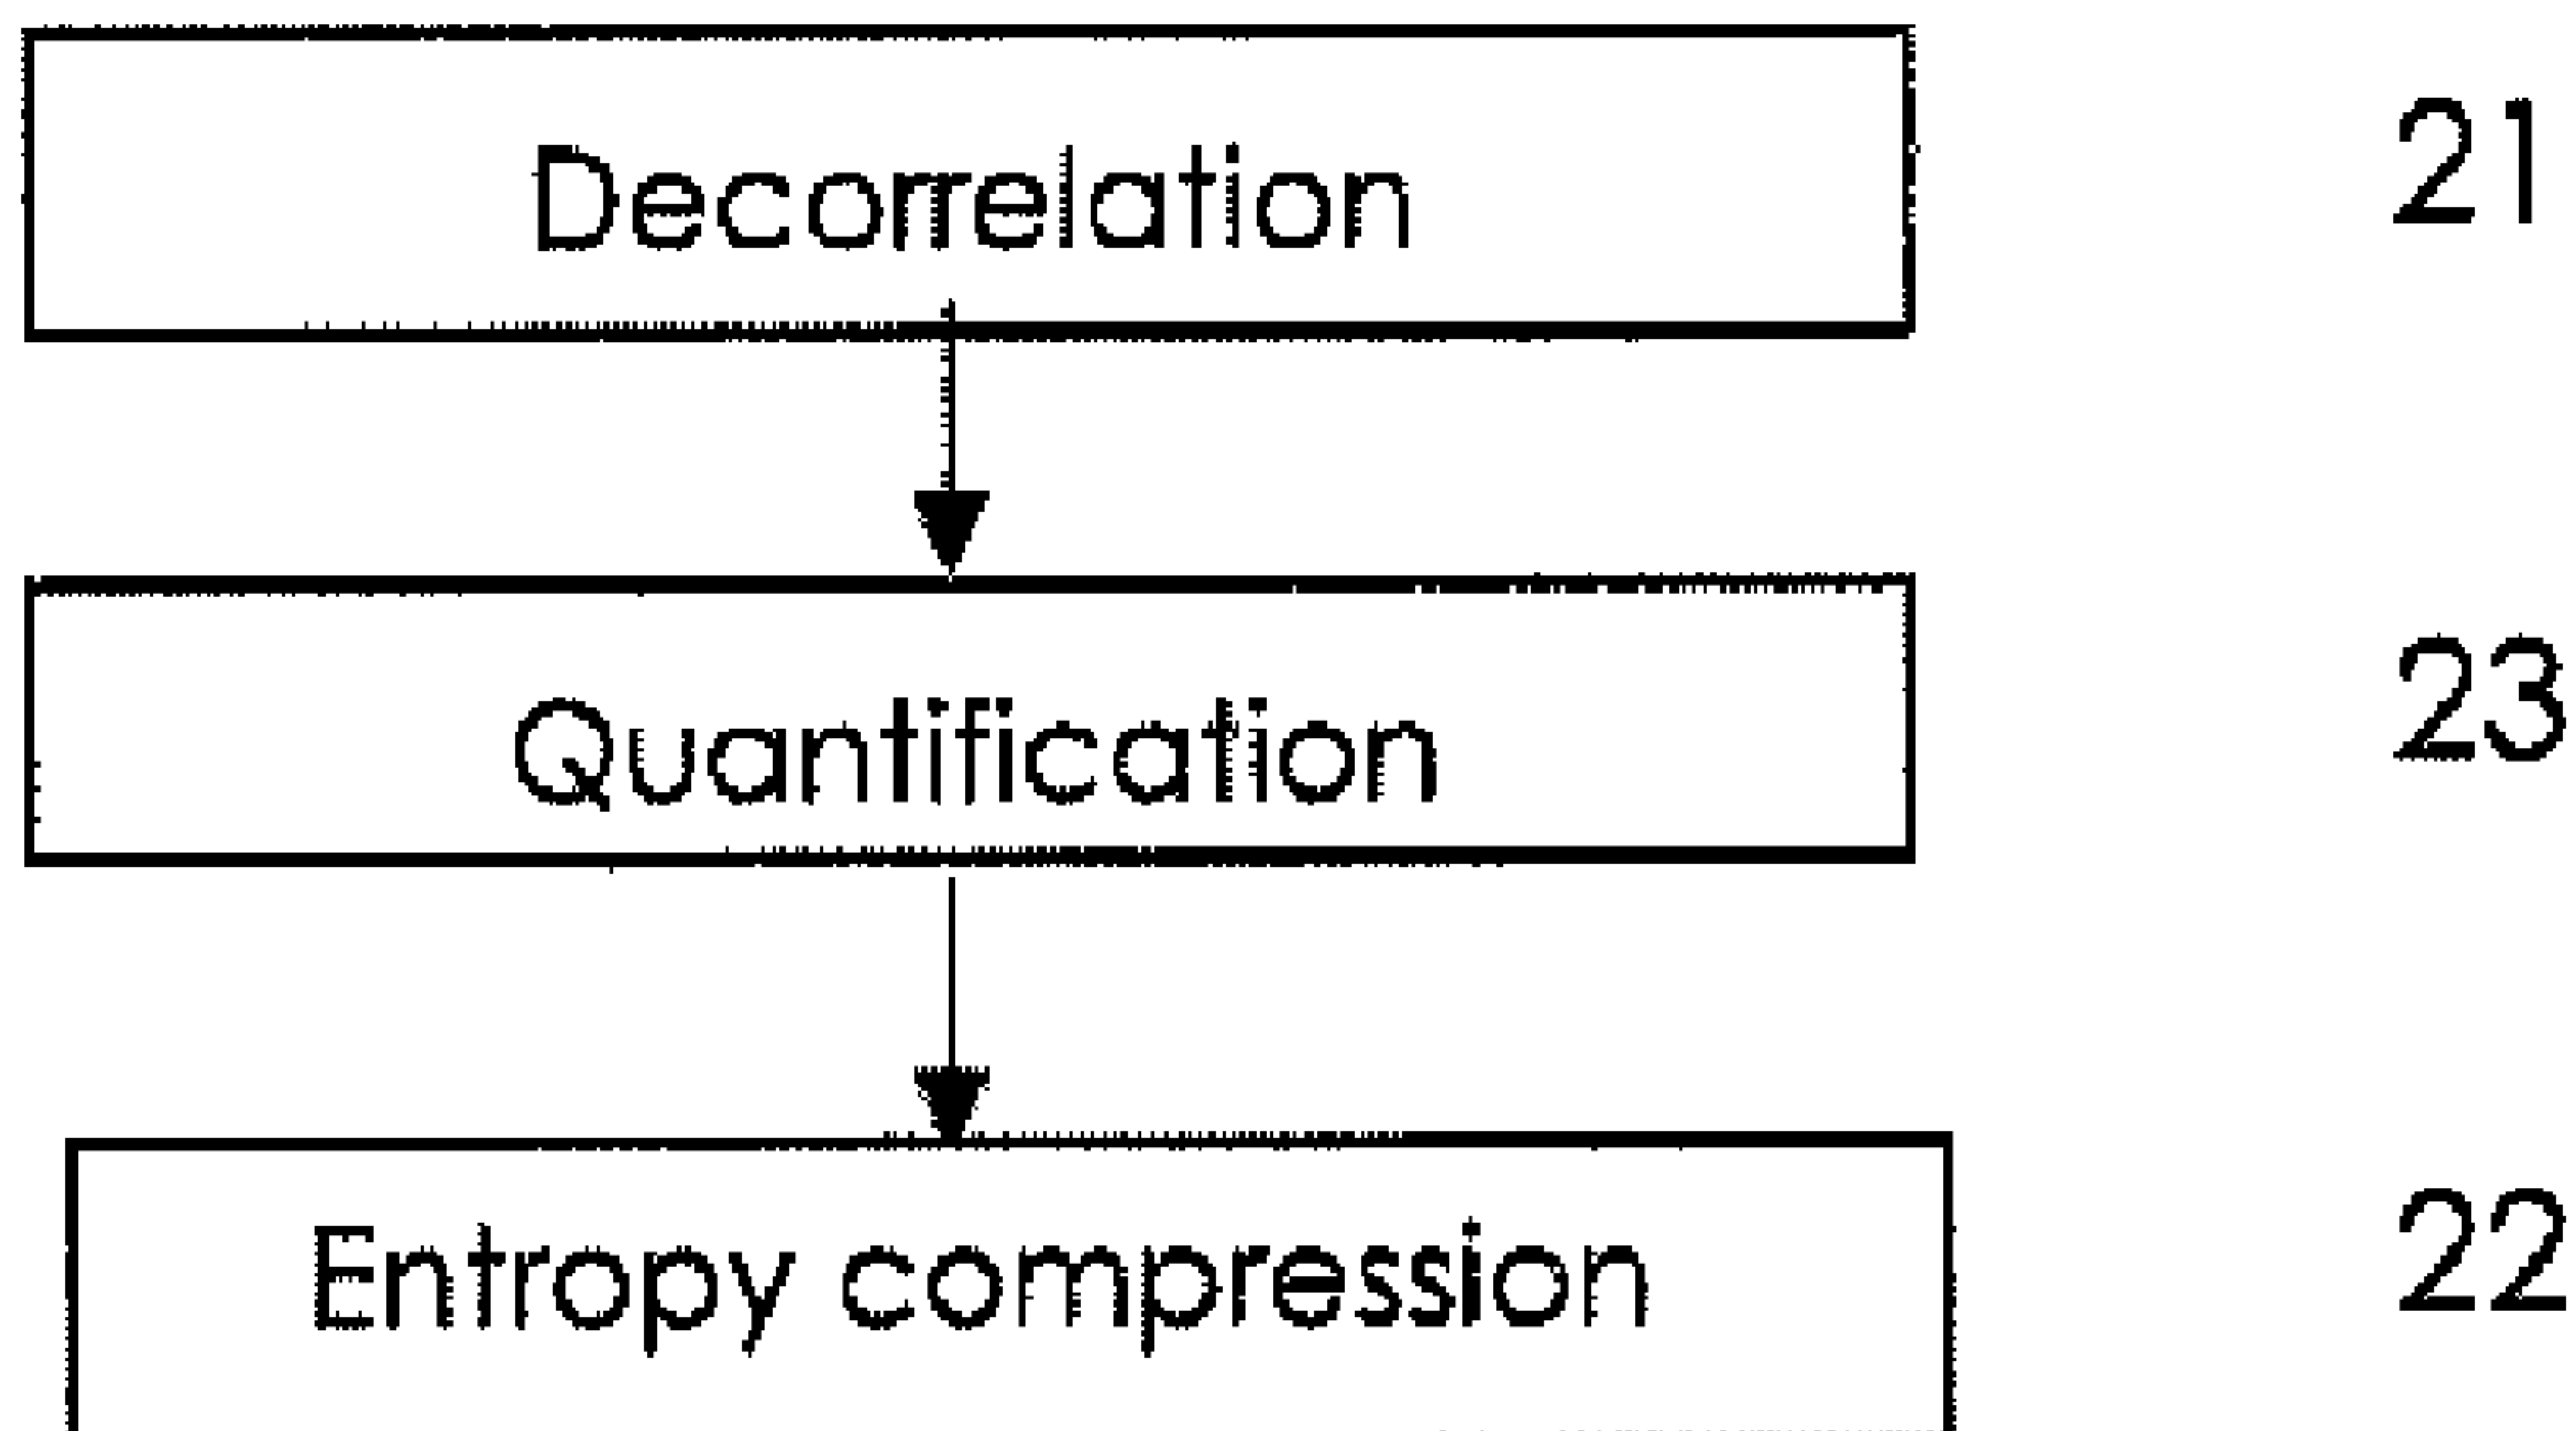 Decorrelation 21
Quantification 23
Entropy compression 22